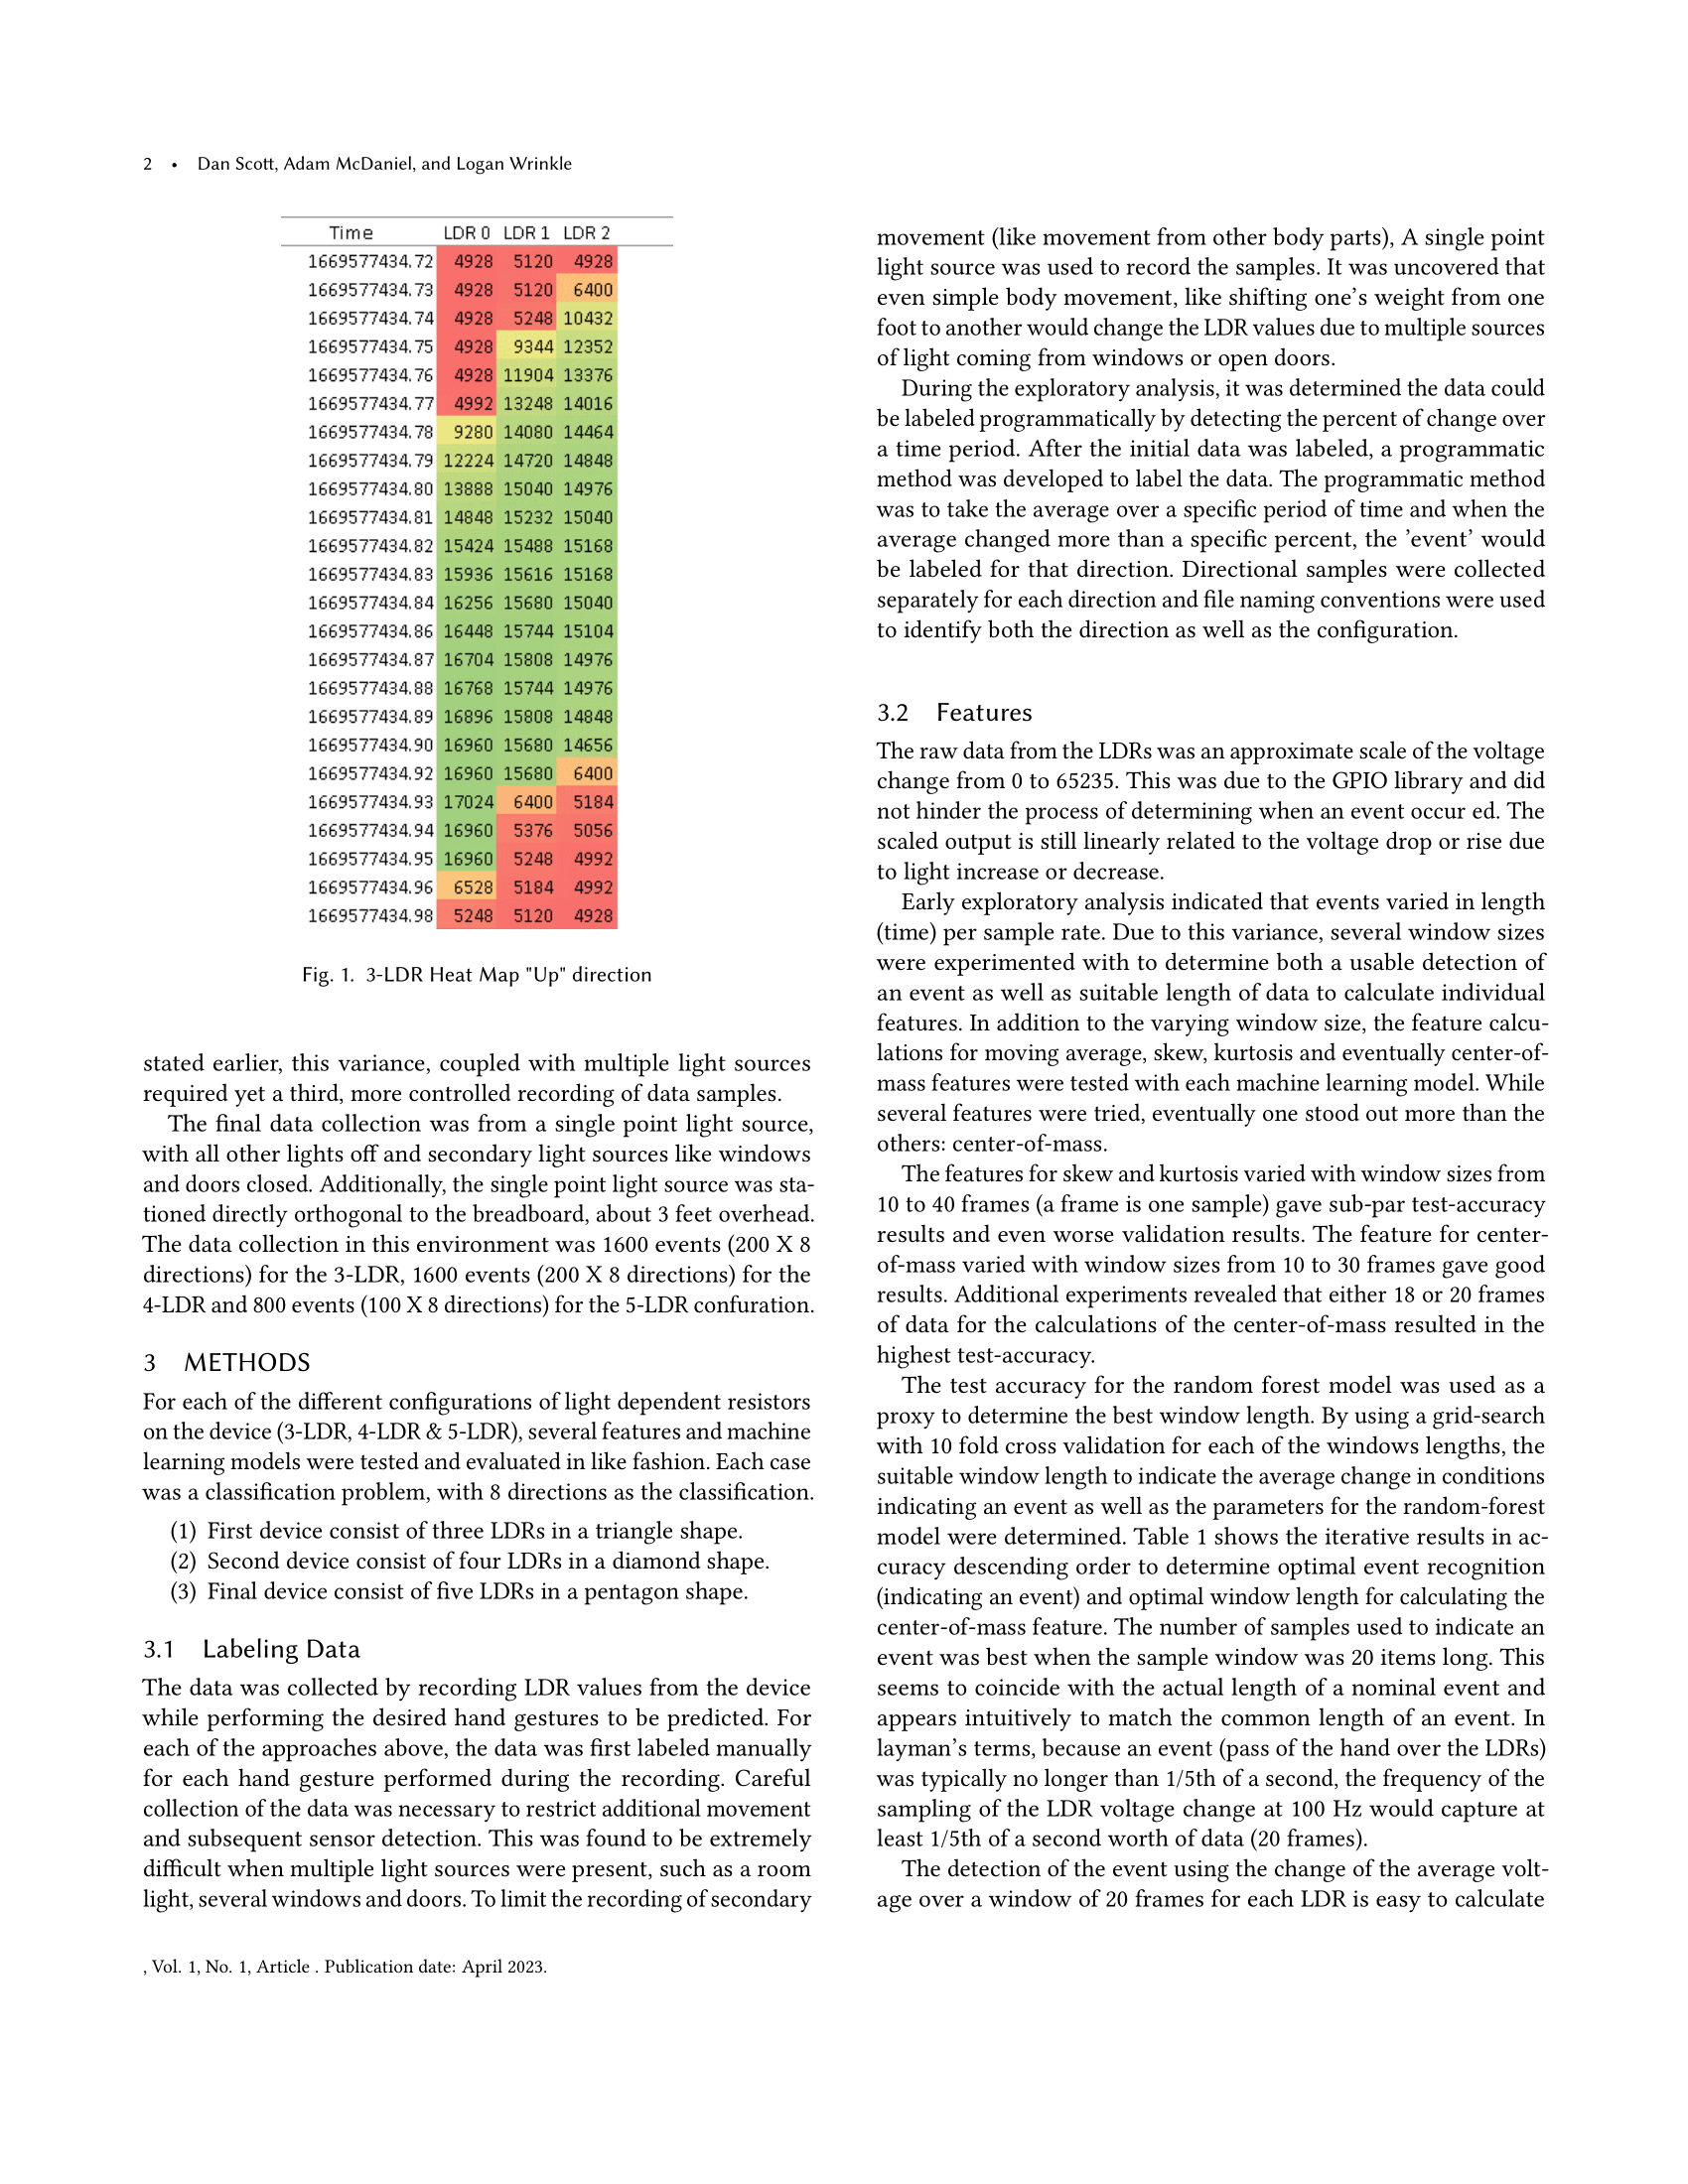 2 • Dan Scott, Adam McDaniel, and Logan Wrinkle
Time LDR 0 LDR 1 LDR 2
1669577434.72 4928 5120 4928
1669577434.73 4928 5120 6400
1669577434.74 4928 5248 10432
1669577434.75 4928 9344 12352
1669577434.76 4928 11904 13376
1669577434.77 4992 13248 14016
1669577434.78 9280 14080 14464
1669577434.79 12224 14720 14848
1669577434.80 13888 15040 14976
1669577434.81 14848 15232 15040
1669577434.82 15424 15488 15168
1669577434.83 15936 15616 15168
1669577434.84 16256 15680 15040
1669577434.86 16448 15744 15104
1669577434.87 16704 15808 14976
1669577434.88 16768 15744 14976
1669577434.89 16896 15808 14848
1669577434.90 16960 15680 14656
1669577434.92 16960 15680 6400
1669577434.93 17024 6400 5184
1669577434.94 16960 5376 5056
1669577434.95 16960 5248 4992
1669577434.96 6528 5184 4992
1669577434.98 5248 5120 4928
Fig. 1. 3-LDR Heat Map "Up" direction
stated earlier, this variance, coupled with multiple light sources
required yet a third, more controlled recording of data samples.
The final data collection was from a single point light source,
with all other lights off and secondary light sources like windows
and doors closed. Additionally, the single point light source was sta-
tioned directly orthogonal to the breadboard, about 3 feet overhead.
The data collection in this environment was 1600 events (200 X 8
directions) for the 3-LDR, 1600 events (200 X 8 directions) for the
4-LDR and 800 events (100 X 8 directions) for the 5-LDR confuration.
3 METHODS
For each of the different configurations of light dependent resistors
on the device (3-LDR, 4-LDR & 5-LDR), several features and machine
learning models were tested and evaluated in like fashion. Each case
was a classification problem, with 8 directions as the classification.
(1) First device consist of three LDRs in a triangle shape.
(2) Second device consist of four LDRs in a diamond shape.
(3) Final device consist of five LDRs in a pentagon shape.
3.1 Labeling Data
The data was collected by recording LDR values from the device
while performing the desired hand gestures to be predicted. For
each of the approaches above, the data was first labeled manually
for each hand gesture performed during the recording. Careful
collection of the data was necessary to restrict additional movement
and subsequent sensor detection. This was found to be extremely
difficult when multiple light sources were present, such as a room
light, several windows and doors. To limit the recording of secondary
movement (like movement from other body parts), A single point
light source was used to record the samples. It was uncovered that
even simple body movement, like shifting one's weight from one
foot to another would change the LDR values due to multiple sources
of light coming from windows or open doors.
During the exploratory analysis, it was determined the data could
be labeled programmatically by detecting the percent of change over
a time period. After the initial data was labeled, a programmatic
method was developed to label the data. The programmatic method
was to take the average over a specific period of time and when the
average changed more than a specific percent, the 'event' would
be labeled for that direction. Directional samples were collected
separately for each direction and file naming conventions were used
to identify both the direction as well as the configuration.
3.2 Features
The raw data from the LDRs was an approximate scale of the voltage
change from 0 to 65235. This was due to the GPIO library and did
not hinder the process of determining when an event occur ed. The
scaled output is still linearly related to the voltage drop or rise due
to light increase or decrease.
Early exploratory analysis indicated that events varied in length
(time) per sample rate. Due to this variance, several window sizes
were experimented with to determine both a usable detection of
an event as well as suitable length of data to calculate individual
features. In addition to the varying window size, the feature calcu-
lations for moving average, skew, kurtosis and eventually center-of-
mass features were tested with each machine learning model. While
several features were tried, eventually one stood out more than the
others: center-of-mass.
The features for skew and kurtosis varied with window sizes from
10 to 40 frames (a frame is one sample) gave sub-par test-accuracy
results and even worse validation results. The feature for center-
of-mass varied with window sizes from 10 to 30 frames gave good
results. Additional experiments revealed that either 18 or 20 frames
of data for the calculations of the center-of-mass resulted in the
highest test-accuracy.
The test accuracy for the random forest model was used as a
proxy to determine the best window length. By using a grid-search
with 10 fold cross validation for each of the windows lengths, the
suitable window length to indicate the average change in conditions
indicating an event as well as the parameters for the random-forest
model were determined. Table 1 shows the iterative results in ac-
curacy descending order to determine optimal event recognition
(indicating an event) and optimal window length for calculating the
center-of-mass feature. The number of samples used to indicate an
event was best when the sample window was 20 items long. This
seems to coincide with the actual length of a nominal event and
appears intuitively to match the common length of an event. In
layman's terms, because an event (pass of the hand over the LDRs)
was typically no longer than 1/5th of a second, the frequency of the
sampling of the LDR voltage change at 100 Hz would capture at
least 1/5th of a second worth of data (20 frames).
The detection of the event using the change of the average volt-
age over a window of 20 frames for each LDR is easy to calculate
, Vol. 1, No. 1, Article . Publication date: April 2023.